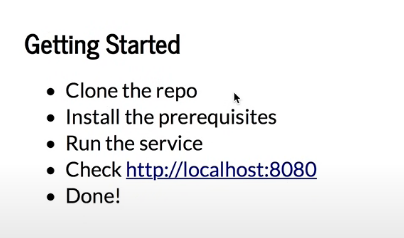 Getting Started
• Clone the repo
• Install the prerequisites
• Run the service
• Check http://localhost:8080
• Done!